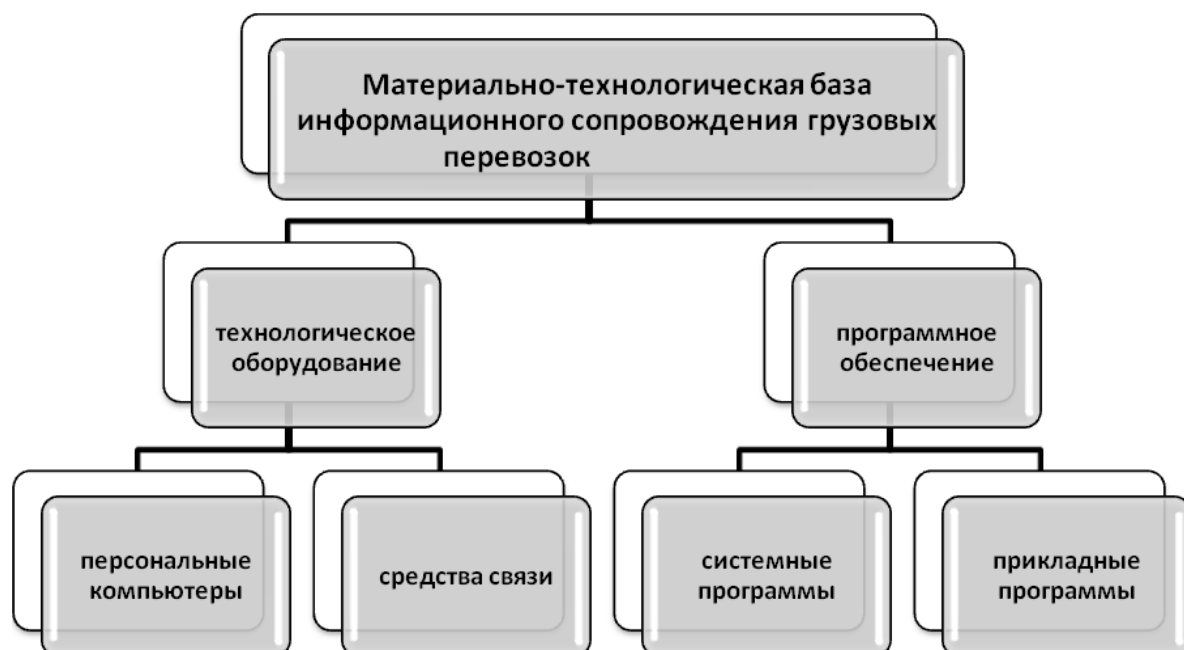 Материально-технологическая база
информационного сопровождения грузовых
перевозок
технологическое
оборудование
программное
обеспечение
персональные
компьютеры
средства связи
системные
программы
прикладные
программы